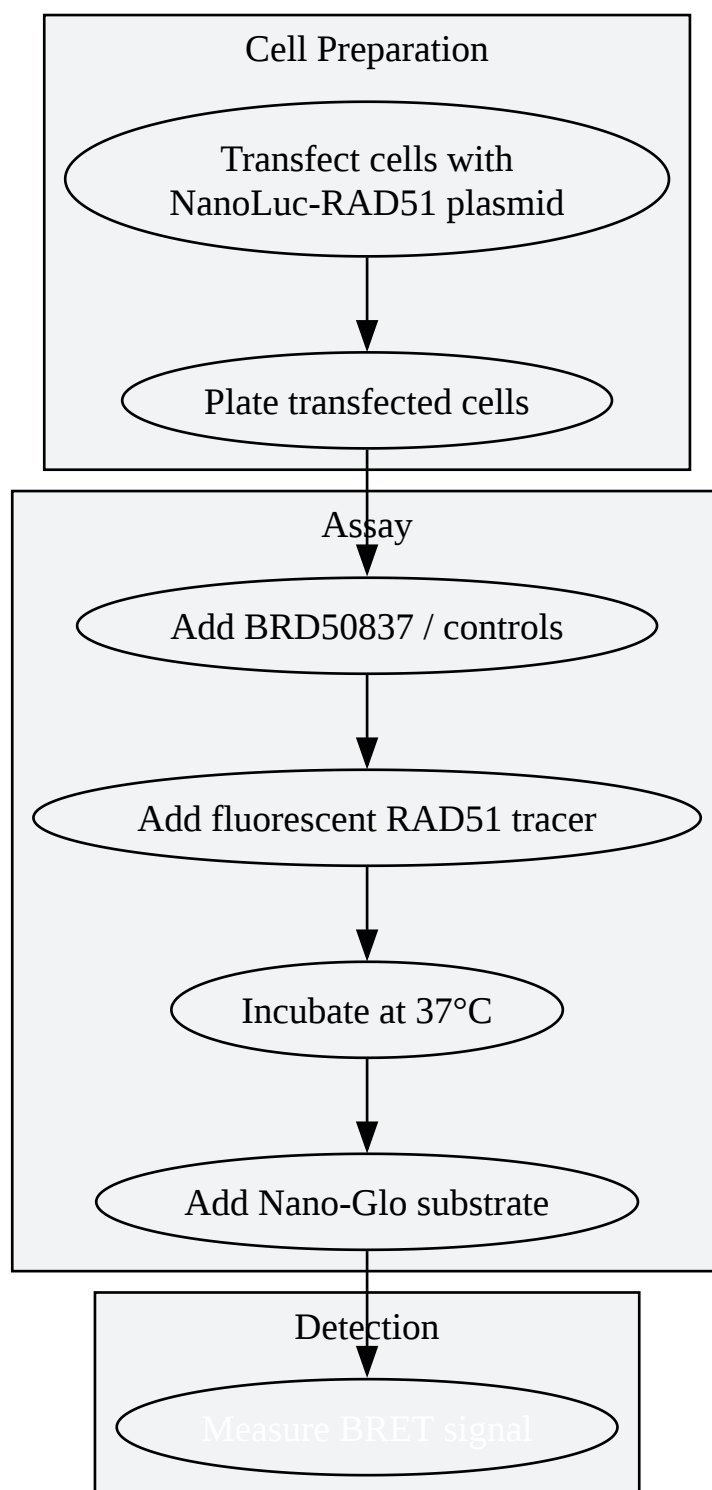 Cell Preparation
Transfect cells with
NanoLuc-RAD51 plasmid
Plate transfected cells
Assay
Add BRD50837 / controls
Add fluorescent RAD51 tracer
Incubate at 37°C
Add Nano-Glo substrate
Detection
Measure BRET signal